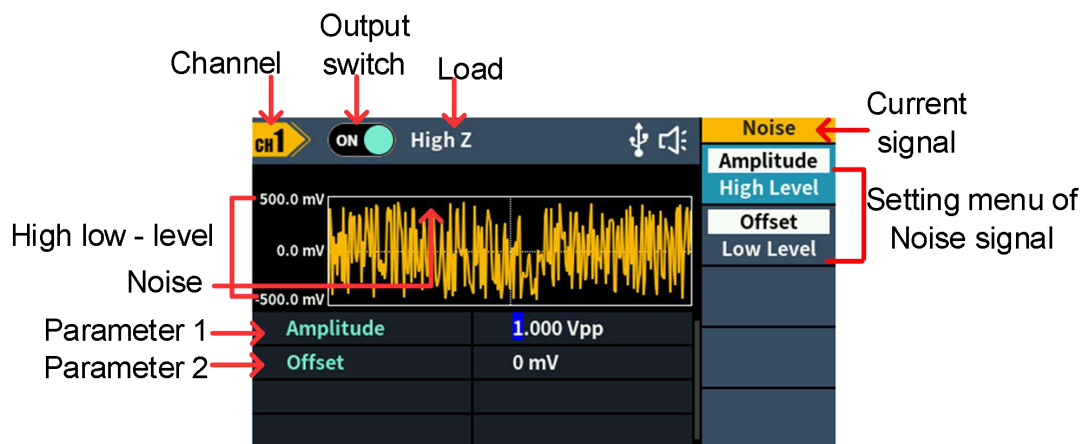 Output
switch
Channel
Load
Current
signal
CH1
ON
High Z
Noise
Amplitude
High Level
Offset
Low Level
Setting menu of
Noise signal
500.0 mV
0.0 mV
-500.0 mV
High low - level
Noise
Parameter 1
Amplitude
1.000 Vpp
Parameter 2
Offset
0 mV